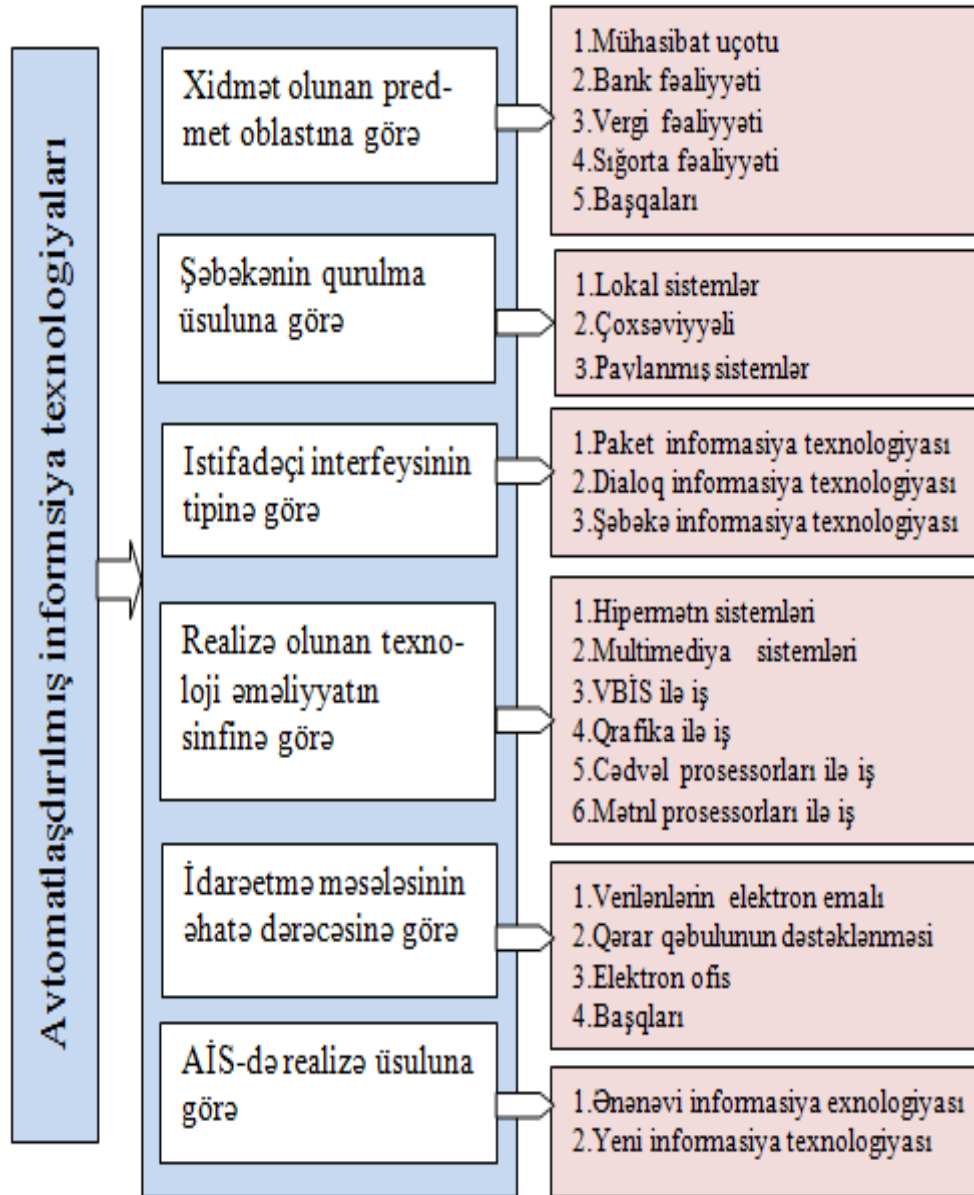 Avtomatlaşdırılmış informsiya texnologiyaları
Xidmət olunan pred-
met oblastına görə
1.Mühasibat uçotu
2.Bank fəaliyyəti
3.Vergi fəaliyyəti
4.Sığorta fəaliyyəti
5.Başqaları
Şəbəkənin qurulma
üsuluna görə
1.Lokal sistemlər
2.Çoxsəviyyəli
3.Paylanmış sistemlər
Istifadəçi interfeysinin
tipinə görə
1.Paket informasiya texnologiyası
2.Dialoq informasiya texnologiyası
3.Şəbəkə informasiya texnologiyası
Realizə olunan texno-
loji əməliyyatın
sinfinə görə
1.Hipermətn sistemləri
2.Multimediya sistemləri
3.VBİS ilə iş
4.Qrafika ilə iş
5.Cədvəl prosessorları ilə iş
6.Mətnl prosessorları ilə iş
İdarəetmə məsələsinin
əhatə dərəcəsinə görə
1.Verilənlərin elektron emalı
2.Qərar qəbulunun dəstəklənməsi
3.Elektron ofis
4.Başqları
AİS-də realizə üsuluna
görə
1.Ənənəvi informasiya exnologiyası
2.Yeni informasiya texnologiyası